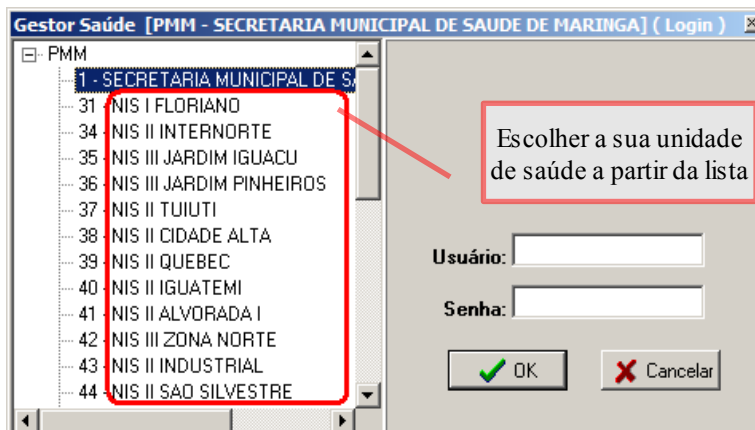 Gestor Saúde [PMM - SECRETARIA MUNICIPAL DE SAUDE DE MARINGA] ( Login )
PMM
1 - SECRETARIA MUNICIPAL DE S
31 - NIS I FLORIANO
34 - NIS II INTERNORTE
35 - NIS III JARDIM IGUACU
36 - NIS III JARDIM PINHEIROS
37 - NIS II TUIUTI
38 - NIS II CIDADE ALTA
39 - NIS II QUEBEC
40 - NIS II IGUATEMI
41 - NIS II ALVORADA I
42 - NIS III ZONA NORTE
43 - NIS II INDUSTRIAL
44 - NIS II SAO SILVESTRE
Escolher a sua unidade
de saúde a partir da lista
Usuário:
Senha:
OK
Cancelar